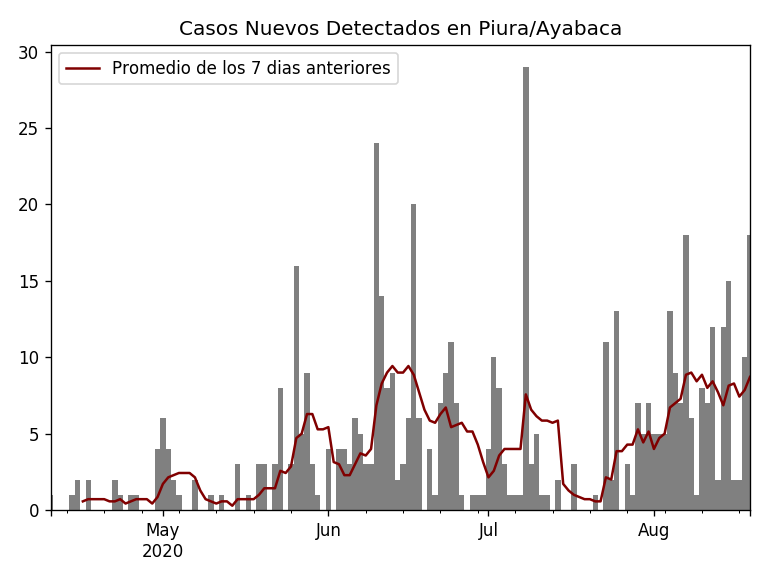 Casos Nuevos Detectados en Piura/Ayabaca
Promedio de los 7 dias anteriores
30
25
20
15
10
5
0
May
2020
Jun
Jul
Aug